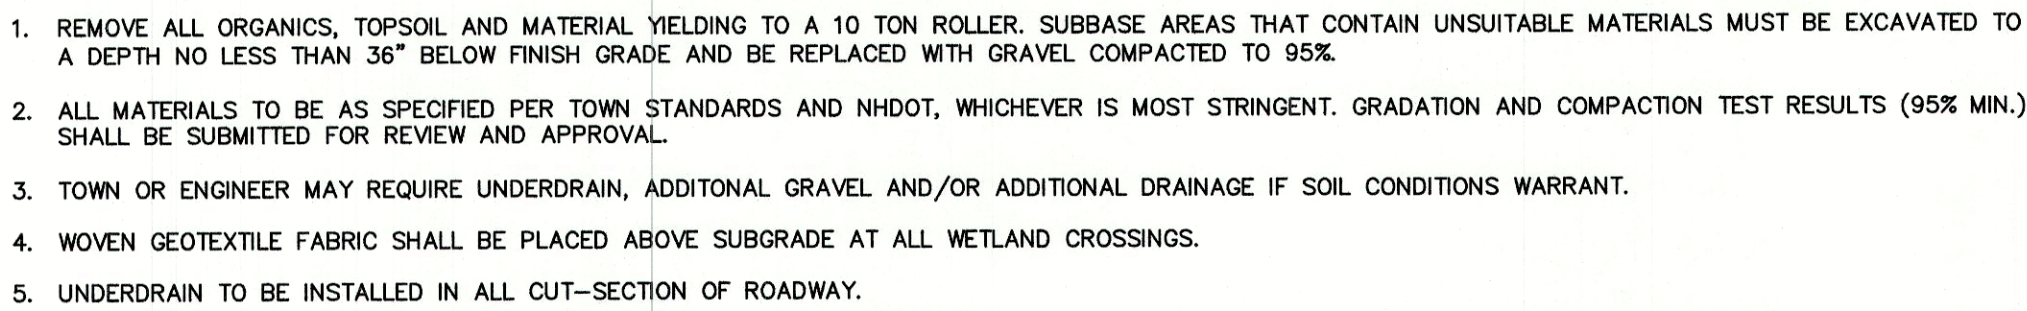 1. REMOVE ALL ORGANICS, TOPSOIL AND MATERIAL YIELDING TO A 10 TON ROLLER. SUBBASE AREAS THAT CONTAIN UNSUITABLE MATERIALS MUST BE EXCAVATED TO
A DEPTH NO LESS THAN 36" BELOW FINISH GRADE AND BE REPLACED WITH GRAVEL COMPACTED TO 95%.
2. ALL MATERIALS TO BE AS SPECIFIED PER TOWN STANDARDS AND NHDOT, WHICHEVER IS MOST STRINGENT. GRADATION AND COMPACTION TEST RESULTS (95% MIN.)
SHALL BE SUBMITTED FOR REVIEW AND APPROVAL.
3. TOWN OR ENGINEER MAY REQUIRE UNDERDRAIN, ADDITONAL GRAVEL AND/OR ADDITIONAL DRAINAGE IF SOIL CONDITIONS WARRANT.
4. WOVEN GEOTEXTILE FABRIC SHALL BE PLACED ABOVE SUBGRADE AT ALL WETLAND CROSSINGS.
5. UNDERDRAIN TO BE INSTALLED IN ALL CUT-SECTION OF ROADWAY.